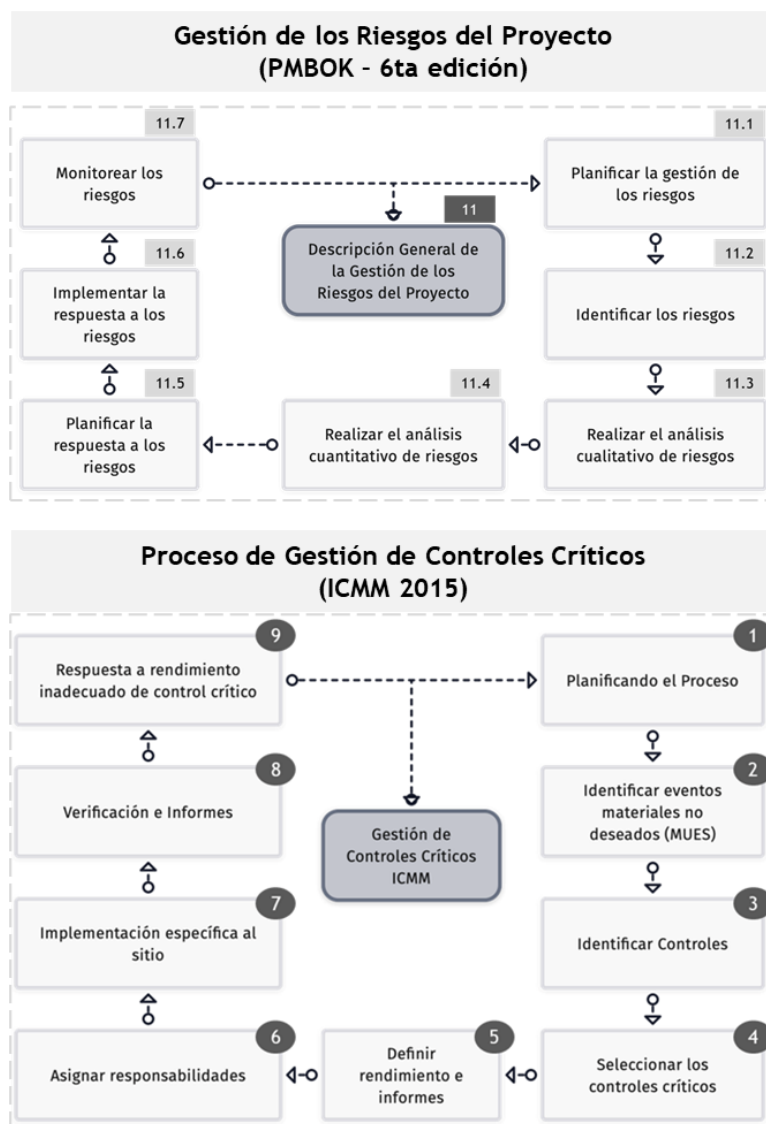 Gestión de los Riesgos del Proyecto
(PMBOK - 6ta edición)
11.7
Monitorear los
riesgos
11.1
Planificar la gestión de
los riesgos
11
Descripción General de
la Gestión de los
Riesgos del Proyecto
11.6
Implementar la
respuesta a los
riesgos
11.2
Identificar los riesgos
11.5
Planificar la
respuesta a los
riesgos
11.4
Realizar el análisis
cuantitativo de riesgos
11.3
Realizar el análisis
cualitativo de riesgos
Proceso de Gestión de Controles Críticos
(ICMM 2015)
9
Respuesta a rendimiento
inadecuado de control crítico
1
Planificando el Proceso
8
Verificación e Informes
2
Identificar eventos
materiales no
deseados (MUES)
Gestión de
Controles Críticos
ICMM
7
Implementación específica al
sitio
3
Identificar Controles
6
Asignar responsabilidades
5
Definir
rendimiento e
informes
4
Seleccionar los
controles críticos